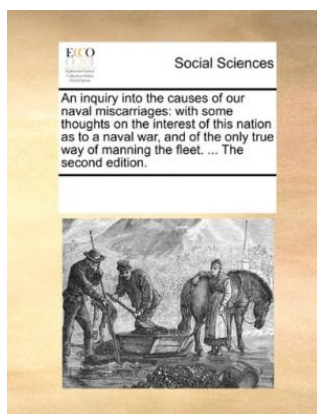 ECCO
Social Sciences
An inquiry into the causes of our
naval miscarriages: with some
thoughts on the interest of this nation
as to a naval war, and of the only true
way of manning the fleet. ... The
second edition.